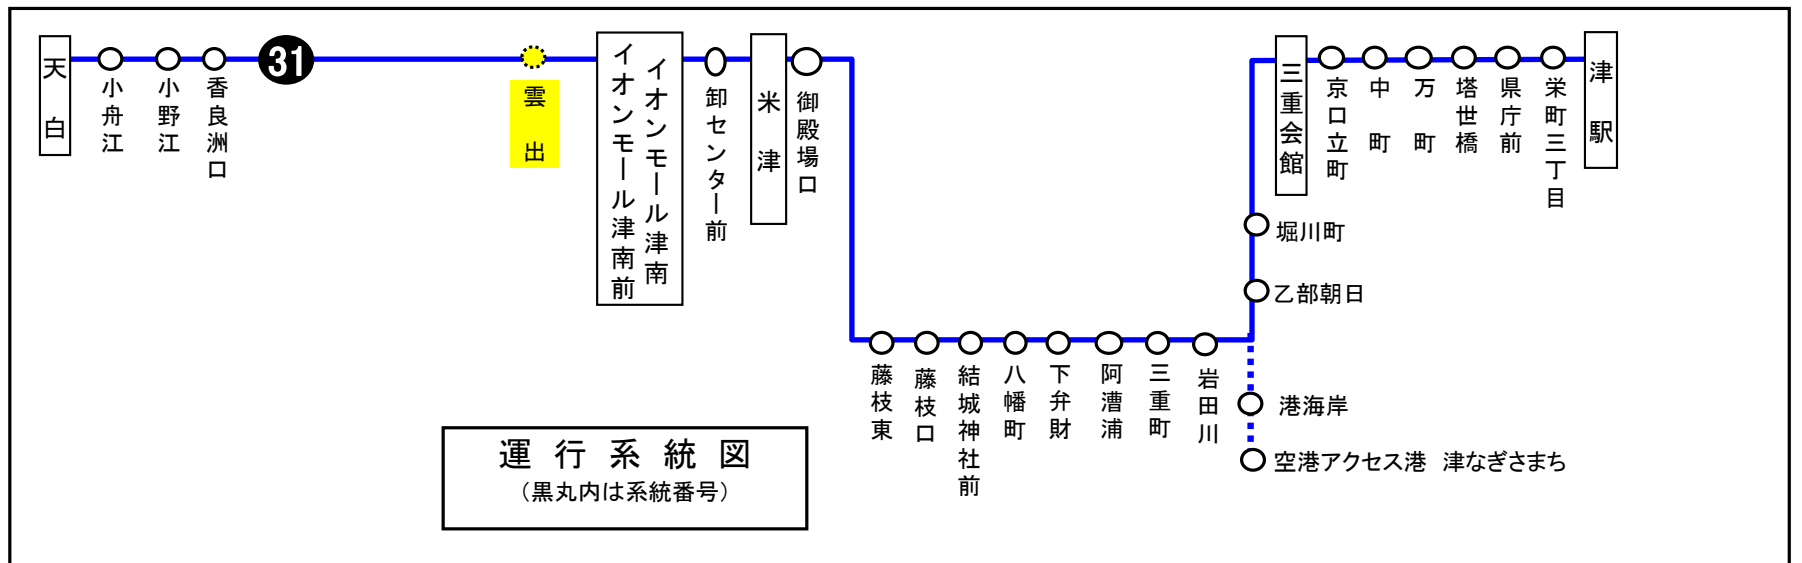 天白
小舟江
小野江
香良洲口
31
雲出
イオンモール津南
イオンモール津南前
卸センター前
米津
御殿場口
藤枝東
藤枝口
結城神社前
八幡町
下弁財
阿漕浦
三重町
岩田川
港海岸
空港アクセス港 津なぎさまち
乙部朝日
堀川町
三重会館
京口立町
中町
万町
塔世橋
県庁前
栄町三丁目
津駅
運行系統図
（黒丸内は系統番号）